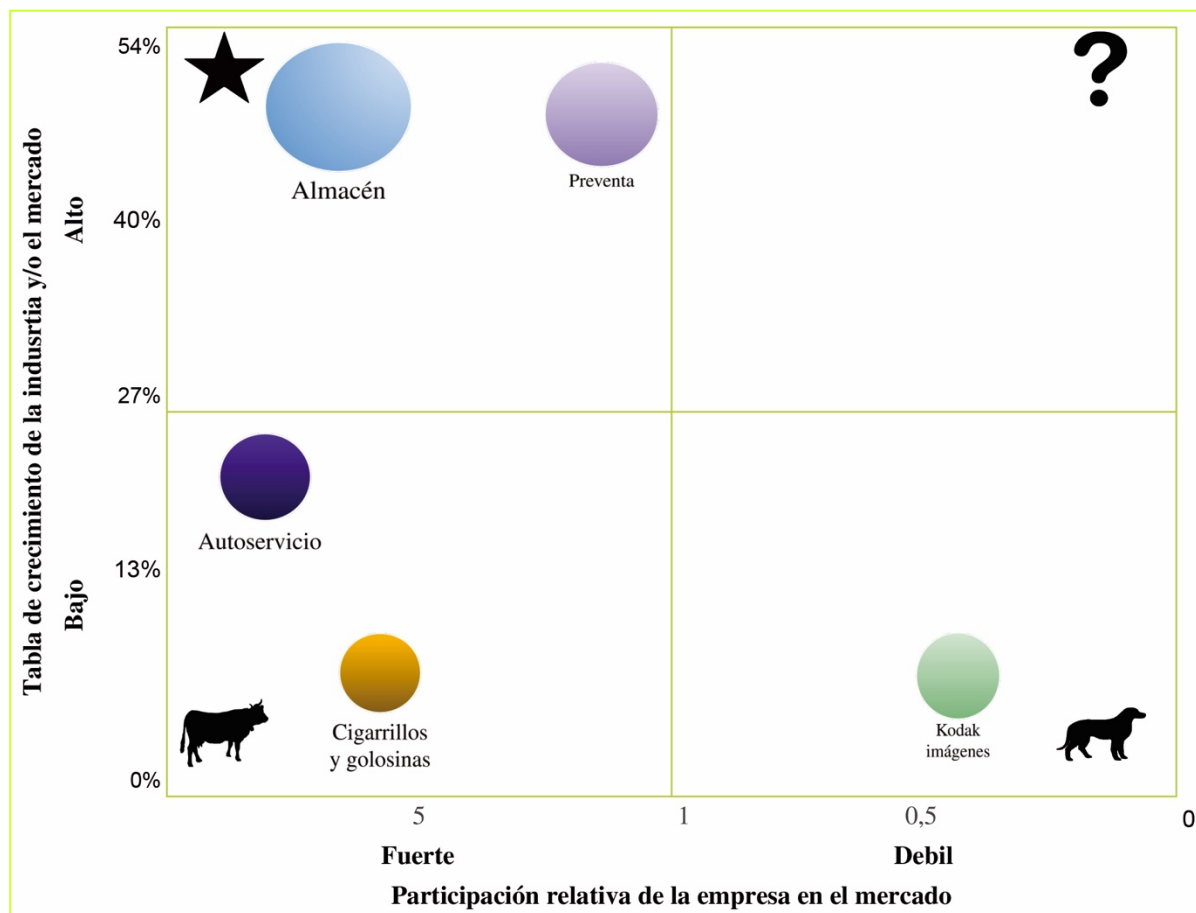 Tabla de crecimiento de la indusrtia y/o el mercado
Alto
Bajo
54%
40%
27%
13%
0%
?
Almacén
Preventa
Autoservicio
Cigarrillos
y golosinas
Kodak
imágenes
5
1
0,5
0
Fuerte
Debil
Participación relativa de la empresa en el mercado